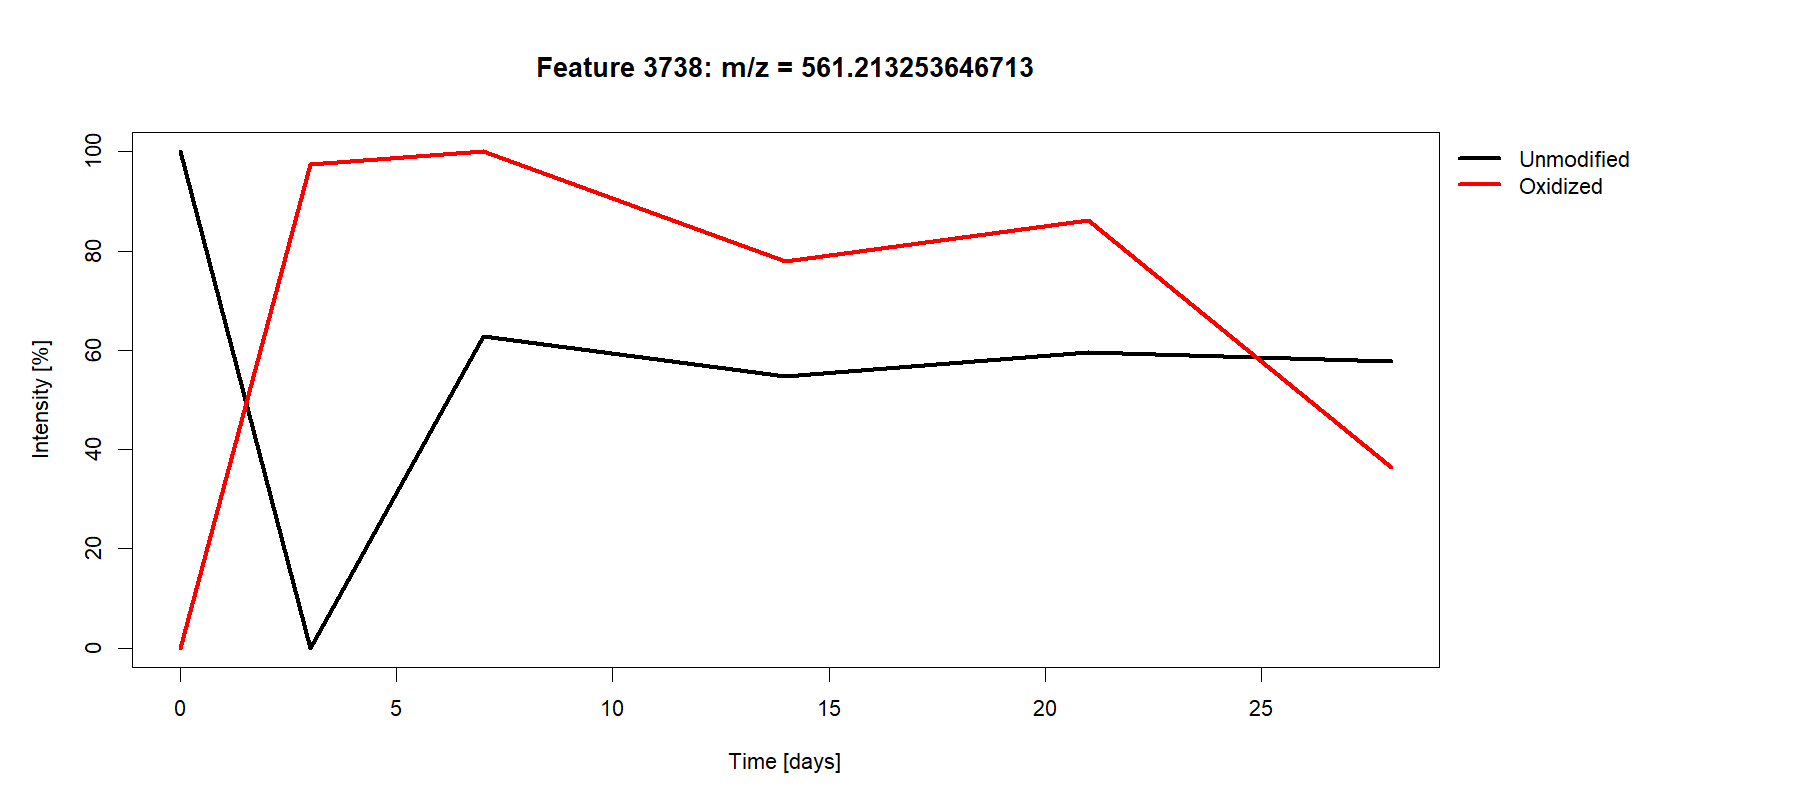 Feature 3738: m/z = 561.213253646713
Unmodified
Oxidized
Intensity [%]
100
80
60
40
20
0
0 5 10 15 20 25
Time [days]